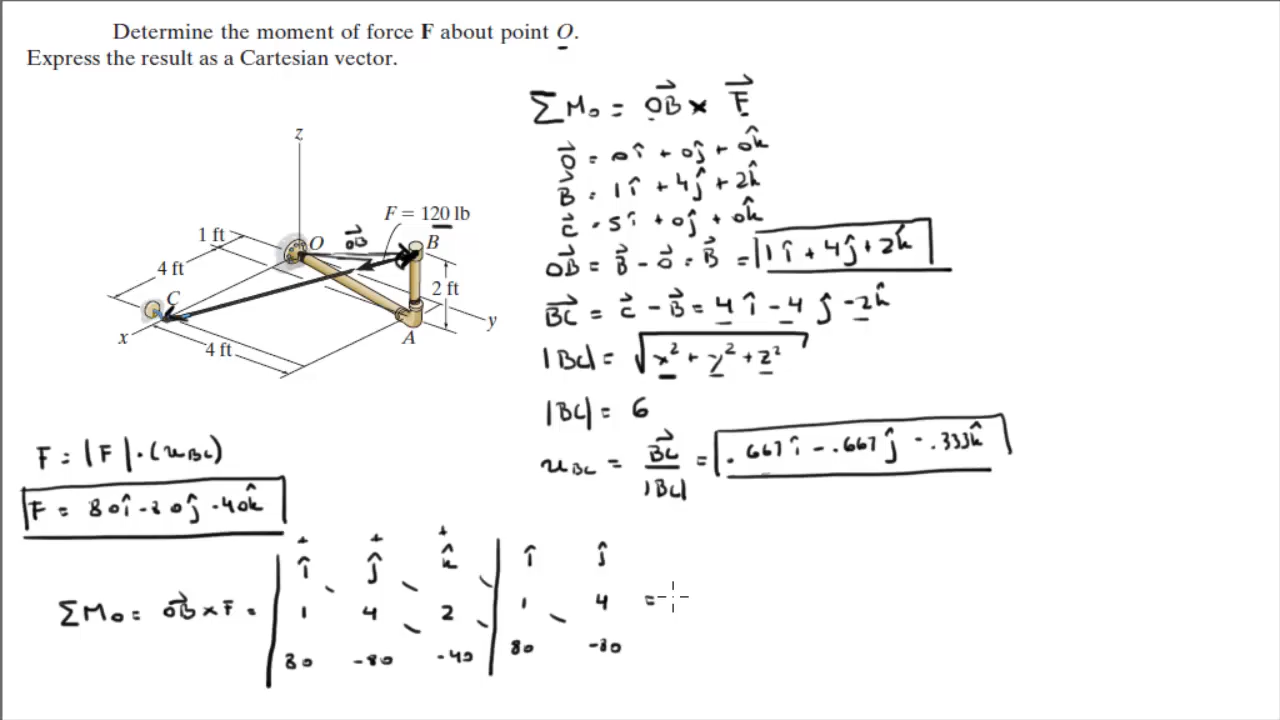 Determine the moment of force F about point O.
Express the result as a Cartesian vector.
z
F = 120 lb
1 ft
O
OB
B
4 ft
C
2 ft
x
y
4 ft
A
ΣM₀ = OB⃗ × F⃗
O⃗ = 0î + 0ĵ + 0k̂
B⃗ = 1î + 4ĵ + 2k̂
C⃗ = 5î + 0ĵ + 0k̂
OB⃗ = B⃗ - O⃗ = B⃗ = 1î + 4ĵ + 2k̂
BC⃗ = C⃗ - B⃗ = 4î - 4ĵ - 2k̂
|BC| = √x² + y² + z²
|BC| = 6
u_BC = BC⃗ / |BC| = .667î - .667ĵ - .333k̂
F = |F| · (u_BC)
F = 80î - 80ĵ - 40k̂
+ + +
î ĵ k̂ î ĵ
ΣM₀ = OB⃗ × F = 1 4 2 1 4 =
80 -80 -40 80 -80